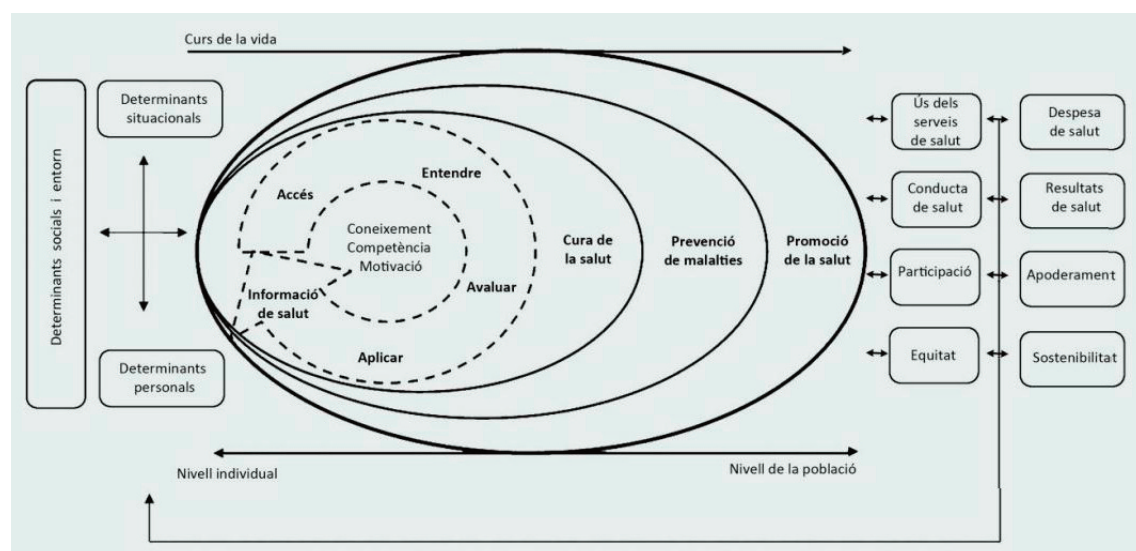 Curs de la vida
Determinants socials i entorn
Determinants
situacionals
Determinants
personals
Accés
Entendre
Coneixement
Competència
Motivació
Informació
de salut
Avaluar
Aplicar
Cura de
la salut
Prevenció
de malalties
Promoció
de la salut
Ús dels
serveis
de salut
Despesa
de salut
Conducta
de salut
Resultats
de salut
Participació
Apoderament
Equitat
Sostenibilitat
Nivell individual
Nivell de la població